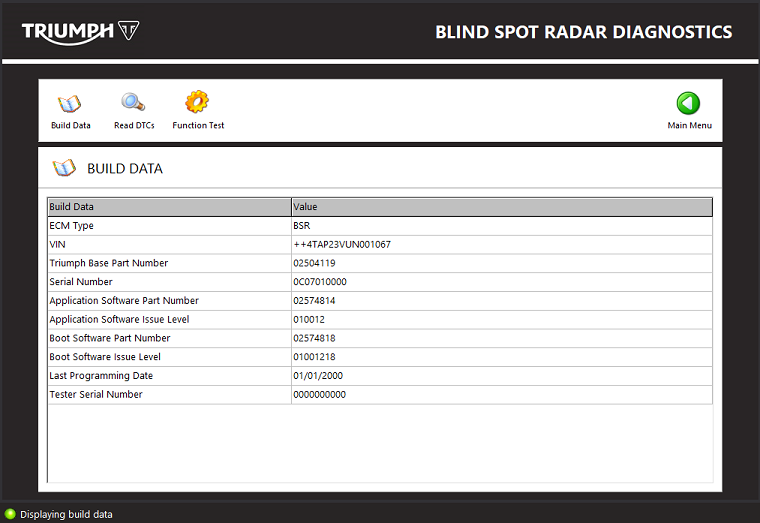 TRIUMPH
BLIND SPOT RADAR DIAGNOSTICS
Build Data Read DTCs Function Test Main Menu
BUILD DATA
Build Data Value
ECM Type BSR
VIN ++4TAP23VUN001067
Triumph Base Part Number 02504119
Serial Number 0C07010000
Application Software Part Number 02574814
Application Software Issue Level 010012
Boot Software Part Number 02574818
Boot Software Issue Level 01001218
Last Programming Date 01/01/2000
Tester Serial Number 0000000000
Displaying build data